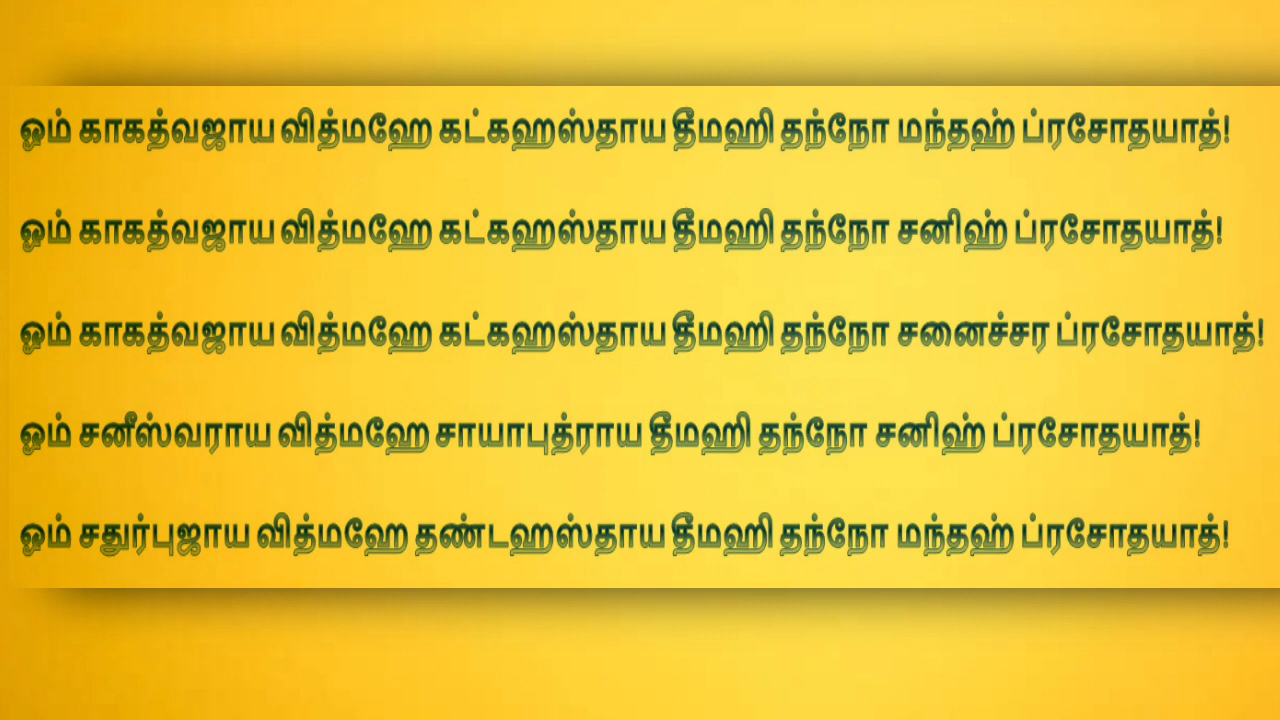 ஓம் காகத்வஜாய வித்மஹே கட்கஹஸ்தாய தீமஹி தந்நோ மந்தஹ் ப்ரசோதயாத்!
ஓம் காகத்வஜாய வித்மஹே கட்கஹஸ்தாய தீமஹி தந்நோ சனிஹ் ப்ரசோதயாத்!
ஓம் காகத்வஜாய வித்மஹே கட்கஹஸ்தாய தீமஹி தந்நோ சனைச்சர ப்ரசோதயாத்!
ஓம் சனீஸ்வராய வித்மஹே சாயாபுத்ராய தீமஹி தந்நோ சனிஹ் ப்ரசோதயாத்!
ஓம் சதுர்புஜாய வித்மஹே தண்டஹஸ்தாய தீமஹி தந்நோ மந்தஹ் ப்ரசோதயாத்!